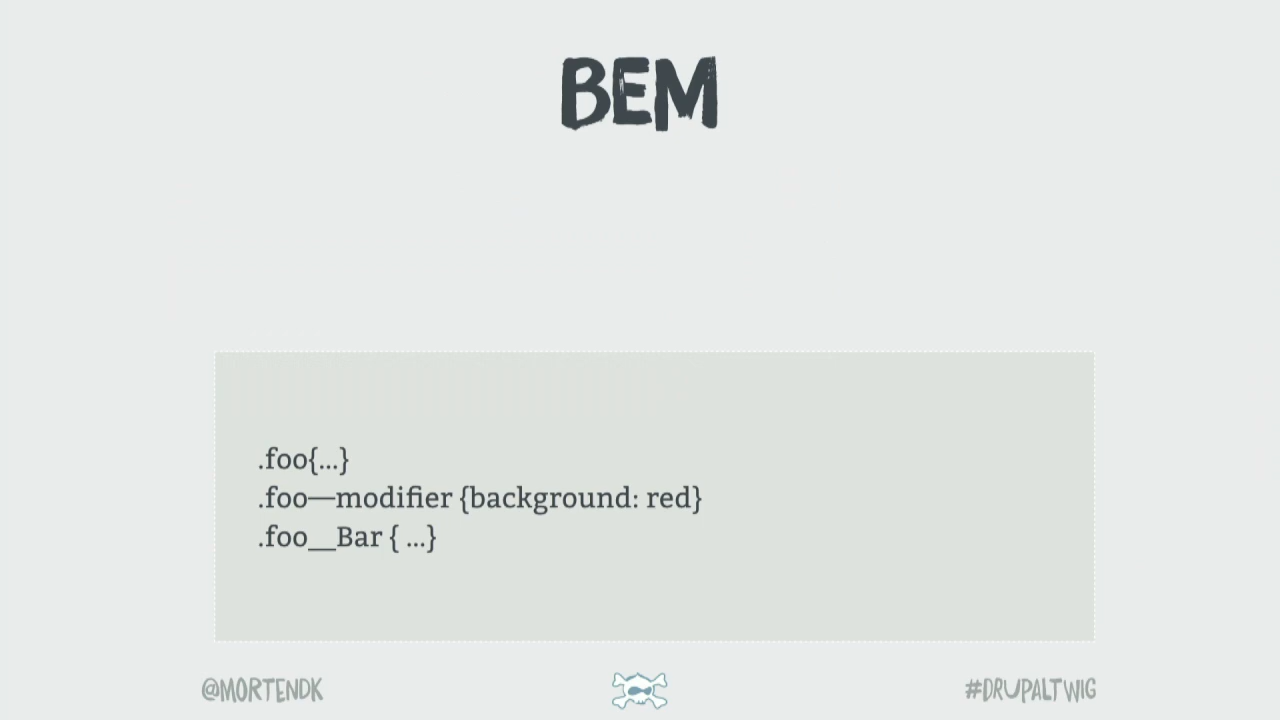 BEM
.foo{...}
.foo—modifier {background: red}
.foo__Bar { ...}
@MORTENDK
#DRUPALTWIG